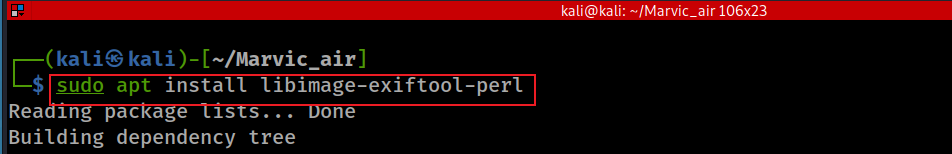 kali@kali: ~/Marvic_air 106x23
(kali㉿kali)-[~/Marvic_air]
$ sudo apt install libimage-exiftool-perl
Reading package lists... Done
Building dependency tree